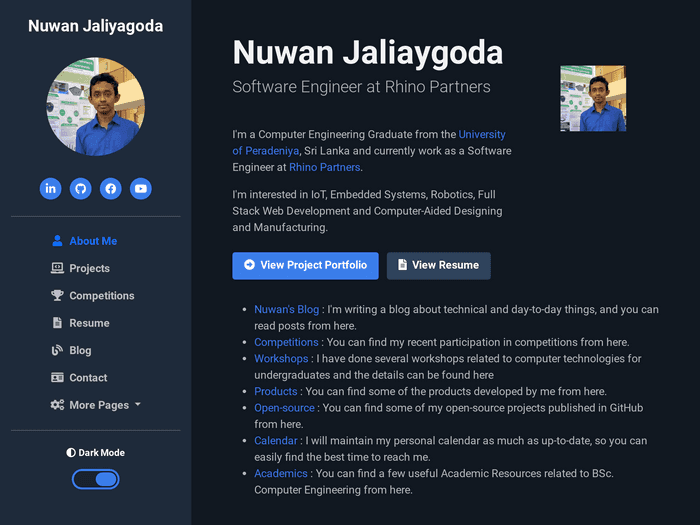 Nuwan Jaliyagoda
About Me
Projects
Competitions
Resume
Blog
Contact
More Pages
Dark Mode
Nuwan Jaliaygoda
Software Engineer at Rhino Partners
I'm a Computer Engineering Graduate from the University
of Peradeniya, Sri Lanka and currently work as a Software
Engineer at Rhino Partners.
I'm interested in IoT, Embedded Systems, Robotics, Full
Stack Web Development and Computer-Aided Designing
and Manufacturing.
View Project Portfolio
View Resume
• Nuwan's Blog : I'm writing a blog about technical and day-to-day things, and you can
read posts from here.
• Competitions : You can find my recent participation in competitions from here.
• Workshops : I have done several workshops related to computer technologies for
undergraduates and the details can be found here
• Products : You can find some of the products developed by me from here.
• Open-source : You can find some of my open-source projects published in GitHub
from here.
• Calendar : I will maintain my personal calendar as much as up-to-date, so you can
easily find the best time to reach me.
• Academics : You can find a few useful Academic Resources related to BSc.
Computer Engineering from here.